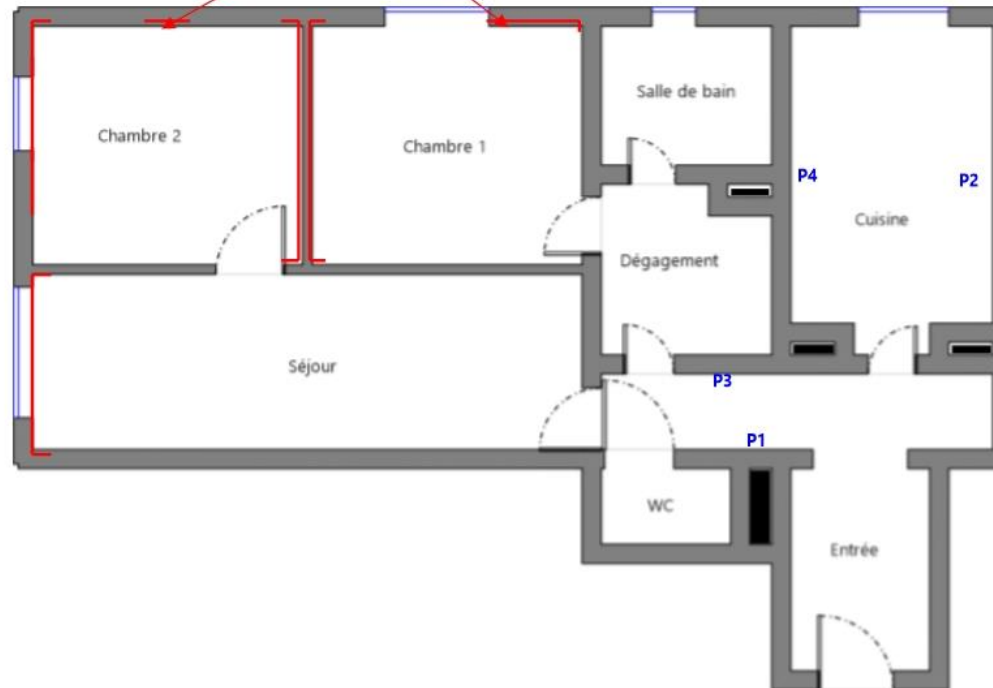 Salle de bain
Chambre 2
Chambre 1
P4
P2
Cuisine
Dégagement
Séjour
P3
P1
WC
Entrée